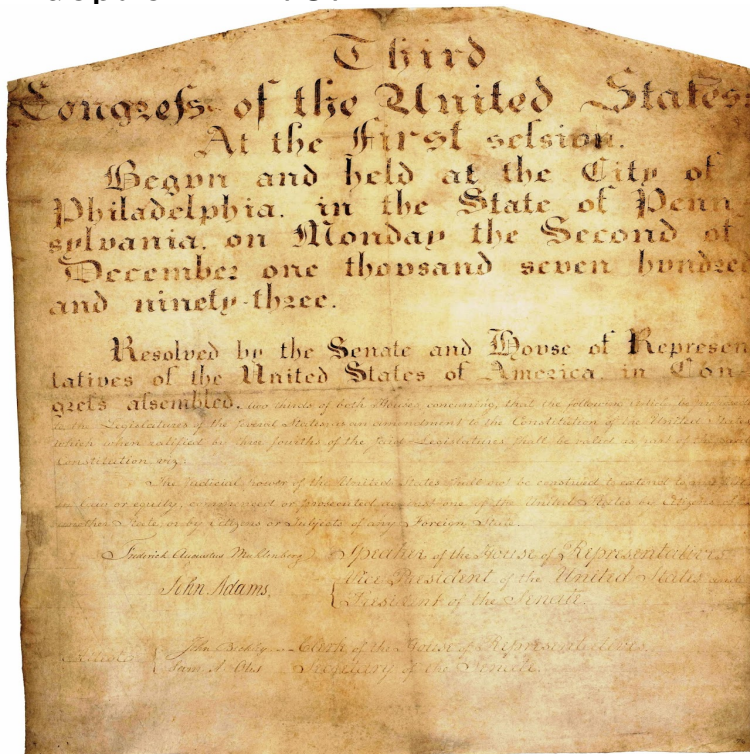 Third
Congreſs of the United States
At the First seſsion.
Begun and held at the City of
Philadelphia, in the State of Penn
sylvania, on Monday the Second of
December one thousand seven hundred
and ninety-three.
Resolved by the Senate and House of Represen
tatives of the United States of America, in Con-
greſs aſsembled, two thirds of both Houses concurring, that the following
to the Legislatures of the several States, as an amendment to the Constitution of the United States
which when ratified by three fourths of the said Legislatures shall be valid as part of the said
Constitution, viz:
The judicial power of the United States shall not be construed to extend to any suit
in law or equity, commenced or prosecuted against one of the United States by Citizens of
another State, or by Citizens or Subjects of any Foreign State.
Frederick Augustus Muhlenberg Speaker of the House of Representatives
John Adams, Vice President of the United States and
President of the Senate.
John Beckley Clerk of the House of Representatives
Sam. A. Otis Secretary of the Senate.